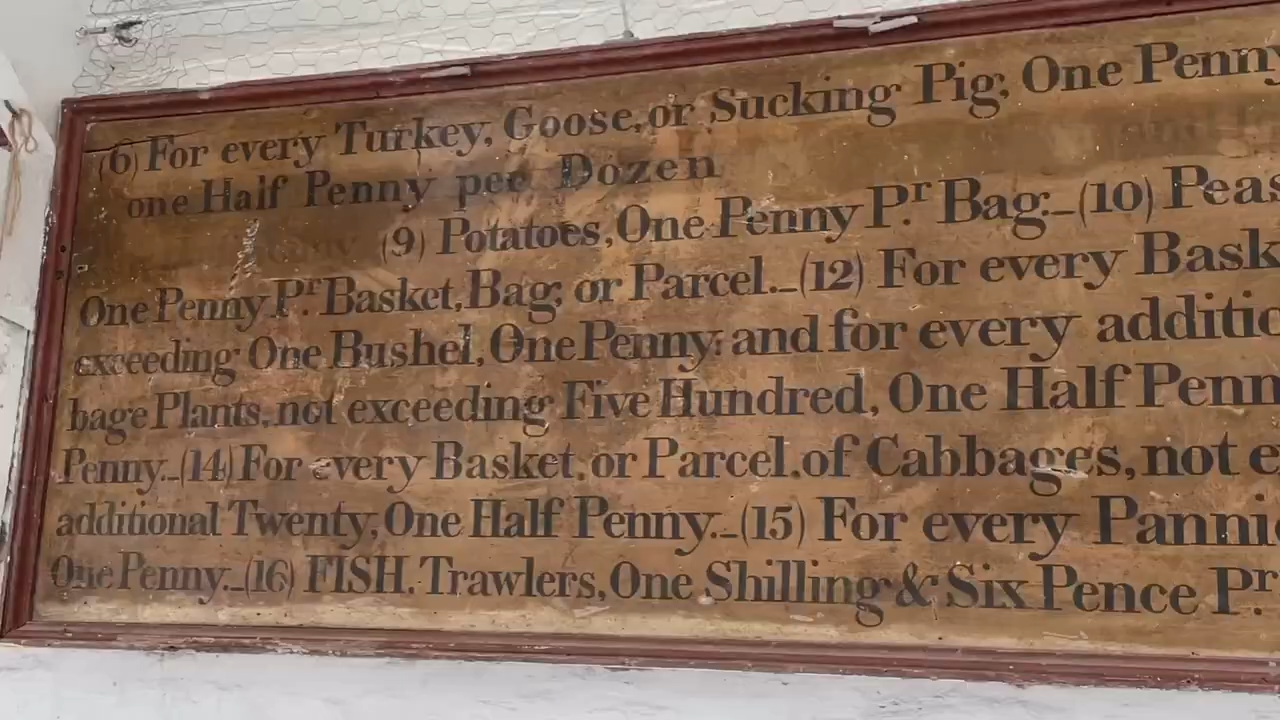 (6) For every Turkey, Goose, or Sucking Pig, One Penny
one Half Penny per Dozen
(9) Potatoes, One Penny Pr. Bag._(10) Peas
One Penny Pr. Basket, Bag, or Parcel._(12) For every Bask
exceeding One Bushel, One Penny: and for every additio
bage Plants, not exceeding Five Hundred, One Half Penn
Penny._(14) For every Basket, or Parcel, of Cabbages, not e
additional Twenty, One Half Penny._(15) For every Pannie
One Penny._(16) FISH. Trawlers, One Shilling & Six Pence Pr.